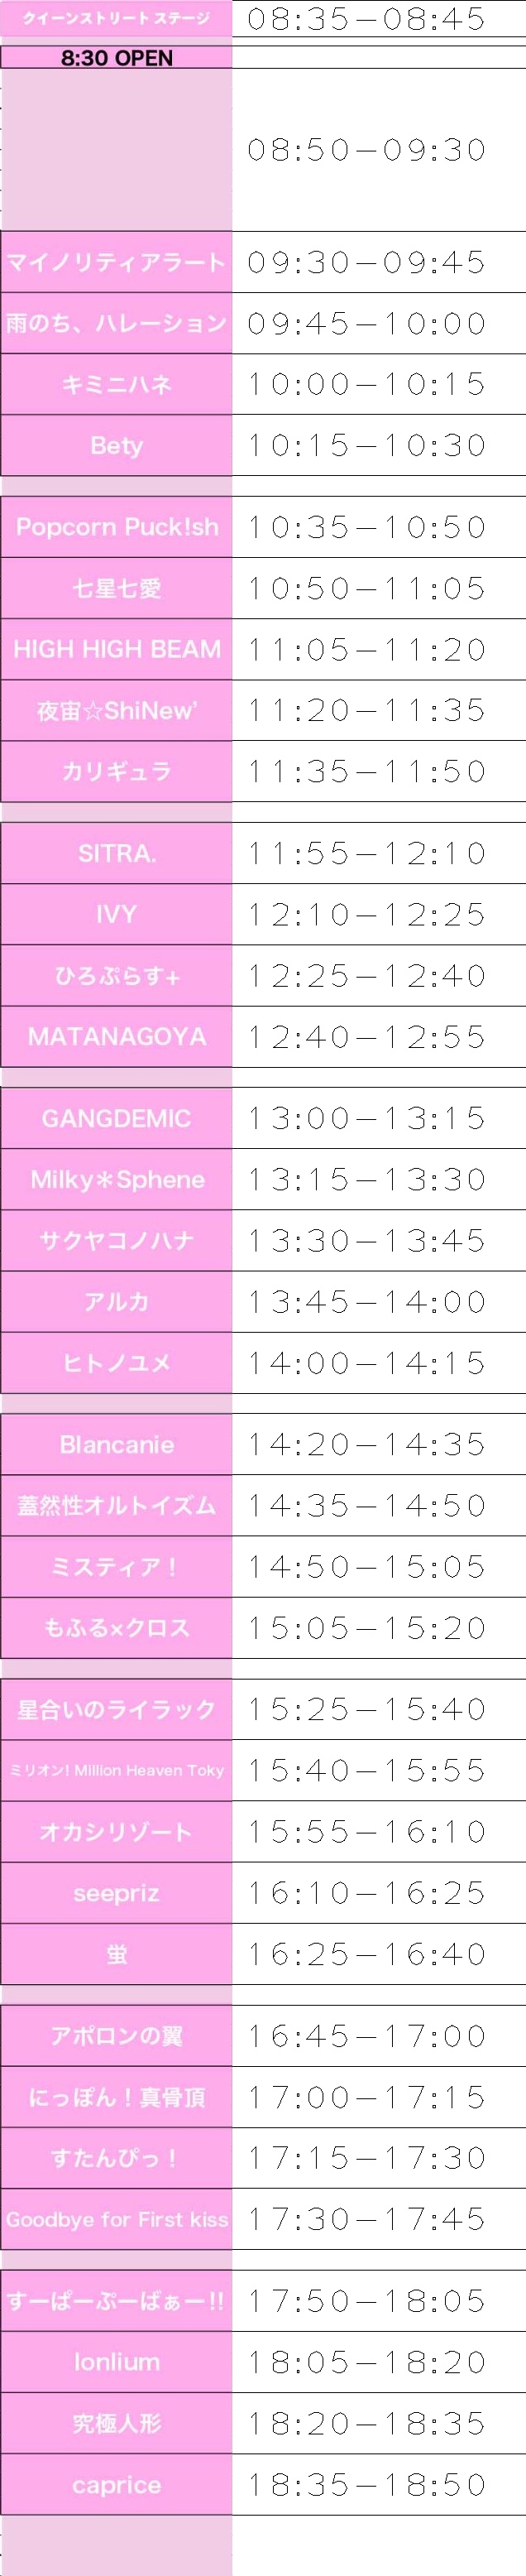 クイーンストリート ステージ 08:35－08:45
8:30 OPEN
08:50－09:30
マイノリティアラート 09:30－09:45
雨のち、ハレーション 09:45－10:00
キミニハネ 10:00－10:15
Bety 10:15－10:30
Popcorn Puck!sh 10:35－10:50
七星七愛 10:50－11:05
HIGH HIGH BEAM 11:05－11:20
夜宙☆ShiNew' 11:20－11:35
カリギュラ 11:35－11:50
SITRA. 11:55－12:10
IVY 12:10－12:25
ひろぷらす+ 12:25－12:40
MATANAGOYA 12:40－12:55
GANGDEMIC 13:00－13:15
Milky＊Sphene 13:15－13:30
サクヤコノハナ 13:30－13:45
アルカ 13:45－14:00
ヒトノユメ 14:00－14:15
Blancanie 14:20－14:35
蓋然性オルトイズム 14:35－14:50
ミスティア！ 14:50－15:05
もふる×クロス 15:05－15:20
星合いのライラック 15:25－15:40
ミリオン! Million Heaven Toky 15:40－15:55
オカシリゾート 15:55－16:10
seepriz 16:10－16:25
蛍 16:25－16:40
アポロンの翼 16:45－17:00
にっぽん！真骨頂 17:00－17:15
すたんぴっ！ 17:15－17:30
Goodbye for First kiss 17:30－17:45
すーぱーぷーばぁー!! 17:50－18:05
lonlium 18:05－18:20
究極人形 18:20－18:35
caprice 18:35－18:50